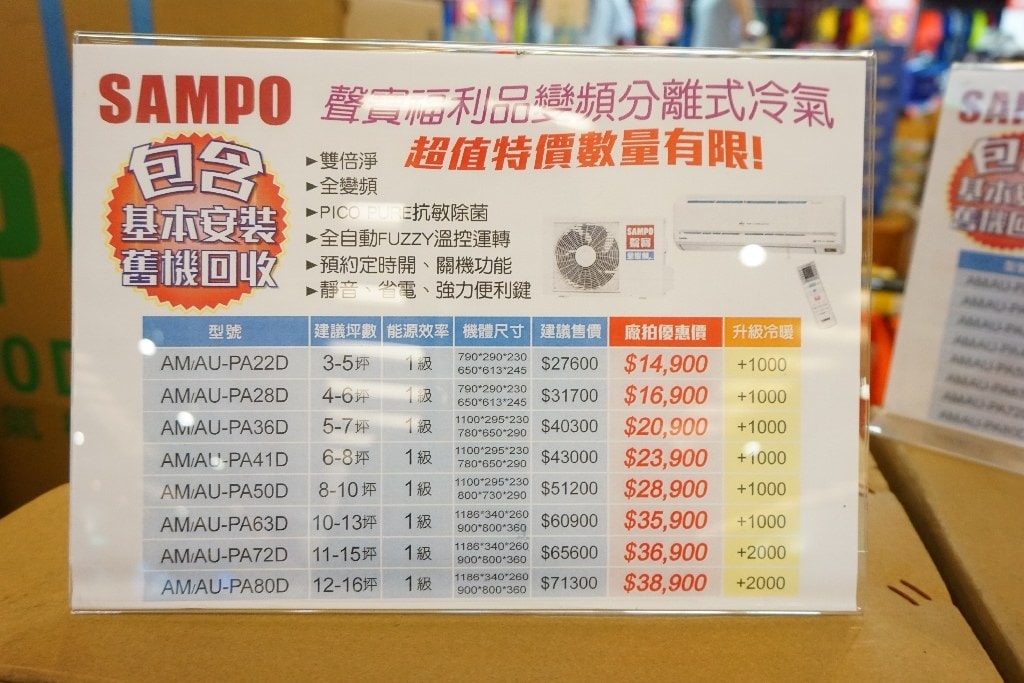 SAMPO
聲寶福利品變頻分離式冷氣
超值特價數量有限!
包含
基本安裝
舊機回收
►雙倍淨
►全變頻
►PICO PURE抗敏除菌
►全自動FUZZY溫控運轉
►預約定時開、關機功能
►靜音、省電、強力便利鍵
SAMPO
聲寶
型號 建議坪數 能源效率 機體尺寸 建議售價 廠拍優惠價 升級冷暖
AM/AU-PA22D 3-5坪 1級 790*290*230 650*613*245 $27600 $14,900 +1000
AM/AU-PA28D 4-6坪 1級 790*290*230 650*613*245 $31700 $16,900 +1000
AM/AU-PA36D 5-7坪 1級 1100*295*230 780*650*290 $40300 $20,900 +1000
AM/AU-PA41D 6-8坪 1級 1100*295*230 780*650*290 $43000 $23,900 +1000
AM/AU-PA50D 8-10坪 1級 1100*295*230 800*730*290 $51200 $28,900 +1000
AM/AU-PA63D 10-13坪 1級 1186*340*260 900*800*360 $60900 $35,900 +1000
AM/AU-PA72D 11-15坪 1級 1186*340*260 900*800*360 $65600 $36,900 +2000
AM/AU-PA80D 12-16坪 1級 1186*340*260 900*800*360 $71300 $38,900 +2000